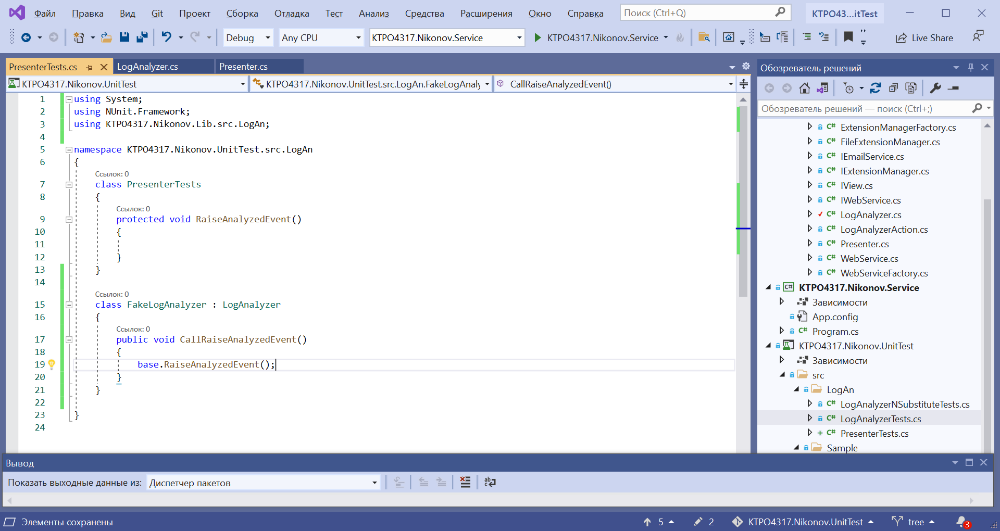 Файл Правка Вид Git Проект Сборка Отладка Тест Анализ Средства Расширения Окно Справка Поиск (Ctrl+Q) KTPO43...itTest
Debug Any CPU KTPO4317.Nikonov.Service KTPO4317.Nikonov.Service Live Share
PresenterTests.cs LogAnalyzer.cs Presenter.cs
KTPO4317.Nikonov.UnitTest KTPO4317.Nikonov.UnitTest.src.LogAn.FakeLogAnaly CallRaiseAnalyzedEvent()
1 using System;
2 using NUnit.Framework;
3 using KTPO4317.Nikonov.Lib.src.LogAn;
4
5 namespace KTPO4317.Nikonov.UnitTest.src.LogAn
6 {
Ссылок: 0
7 class PresenterTests
8 {
Ссылок: 0
9 protected void RaiseAnalyzedEvent()
10 {
11
12 }
13 }
14
Ссылок: 0
15 class FakeLogAnalyzer : LogAnalyzer
16 {
Ссылок: 0
17 public void CallRaiseAnalyzedEvent()
18 {
19 base.RaiseAnalyzedEvent();
20 }
21 }
22
23 }
24
Обозреватель решений
Обозреватель решений — поиск (Ctrl+;)
C# ExtensionManagerFactory.cs
C# FileExtensionManager.cs
C# IEmailService.cs
C# IExtensionManager.cs
C# IView.cs
C# IWebService.cs
C# LogAnalyzer.cs
C# LogAnalyzerAction.cs
C# Presenter.cs
C# WebService.cs
C# WebServiceFactory.cs
C# KTPO4317.Nikonov.Service
Зависимости
App.config
C# Program.cs
KTPO4317.Nikonov.UnitTest
Зависимости
src
LogAn
C# LogAnalyzerNSubstituteTests.cs
C# LogAnalyzerTests.cs
C# PresenterTests.cs
Sample
Вывод
Показать выходные данные из: Диспетчер пакетов
Элементы сохранены 5 2 KTPO4317.Nikonov.UnitTest tree 3